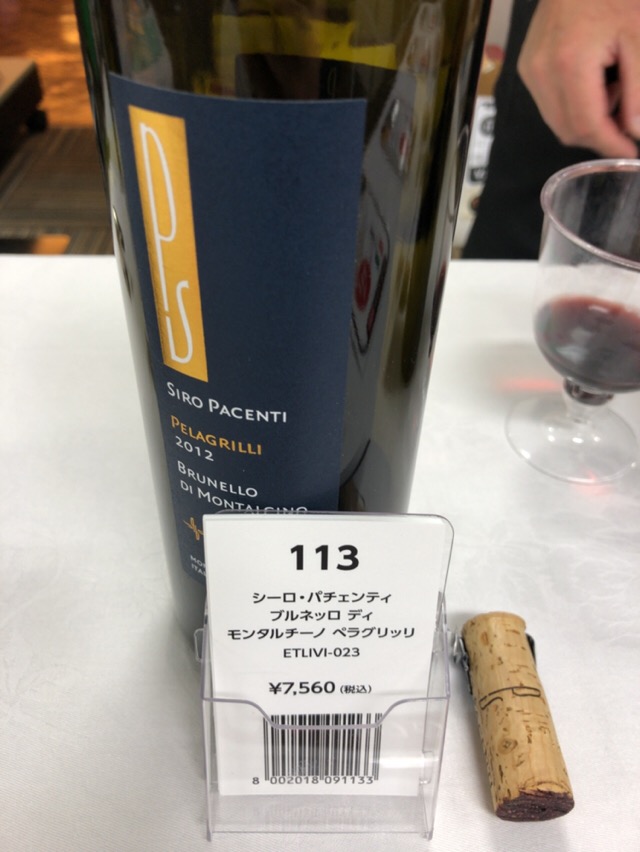 PS
SIRO PACENTI
PELAGRILLI
2012
BRUNELLO
DI MONTALCINO
113
シーロ・パチェンティ
ブルネッロ ディ
モンタルチーノ ペラグリッリ
ETLIVI-023
¥7,560 (税込)
8 002018 091133
PS